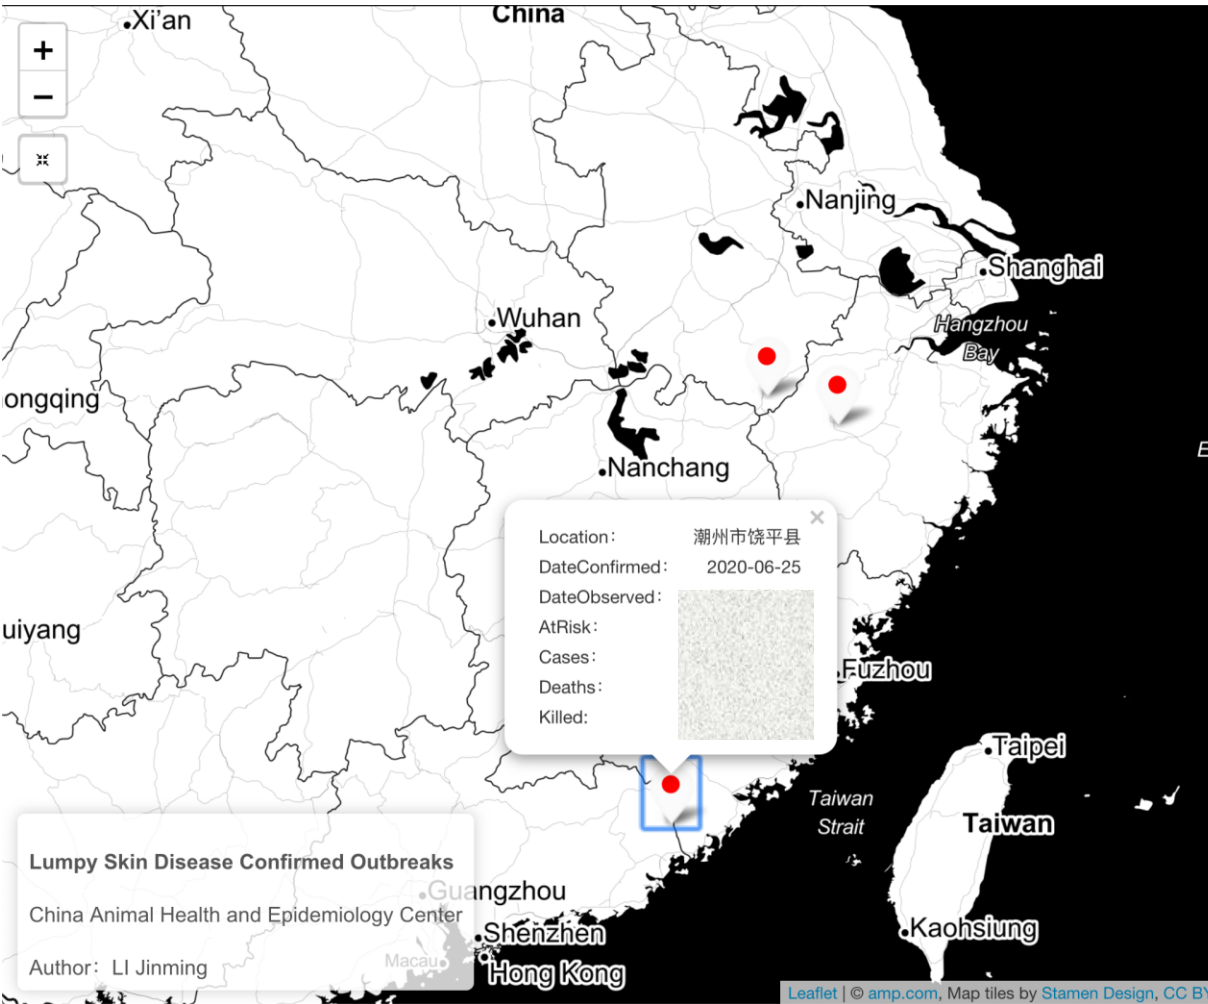 Xi'an
China
+
−
Nanjing
Shanghai
Wuhan
Hangzhou
Bay
ongqing
Nanchang
×
Location： 潮州市饶平县
DateConfirmed： 2020-06-25
DateObserved：
AtRisk：
Cases：
Deaths：
Killed:
uiyang
Fuzhou
Taipei
Taiwan
Strait
Taiwan
Lumpy Skin Disease Confirmed Outbreaks
China Animal Health and Epidemiology Center
Author：LI Jinming
Guangzhou
Shenzhen
Macau
Hong Kong
Kaohsiung
E
Leaflet | © amp.com, Map tiles by Stamen Design, CC BY